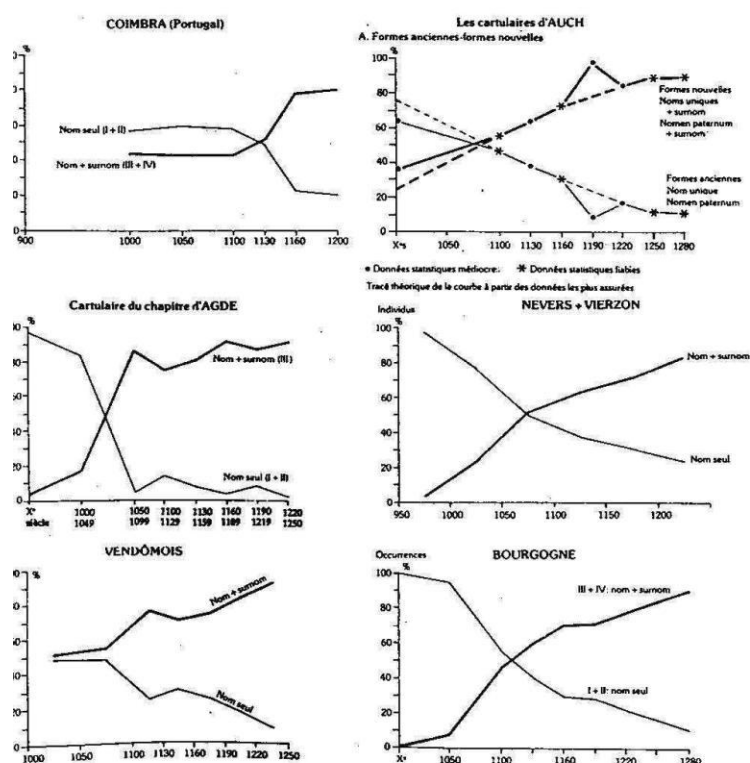 COIMBRA (Portugal)
%
Nom seul (I + II)
Nom + surnom (III + IV)
900
1000
1050
1100
1130
1160
1200
Les cartulaires d'AUCH
A. Formes anciennes-formes nouvelles
%
100
80
60
40
20
0
Formes nouvelles
Noms uniques
+ surnom
Nomen paternum
+ surnom
Formes anciennes
Nom unique
Nomen paternum
1050
1100
1130
1160
1190
1220
1250
1280
• Données statistiques médiocres
* Données statistiques fiables
Tracé théorique de la courbe à partir des données les plus assurées
Cartulaire du chapitre d'AGDE
%
Nom + surnom (III)
Nom seul (I + II)
Xe
siècle
1000
1049
1050
1099
1100
1129
1130
1159
1160
1189
1190
1219
1220
1250
NEVERS + VIERZON
Individus
%
100
80
60
40
20
0
Nom + surnom
Nom seul
950
1000
1050
1100
1150
1200
VENDÔMOIS
%
Nom + surnom
Nom seul
1000
1050
1100
1130
1160
1190
1220
1250
BOURGOGNE
Occurrences
%
100
80
60
40
20
0
III + IV: nom + surnom
I + II: nom seul
Xe
1050
1100
1130
1160
1190
1220
1280